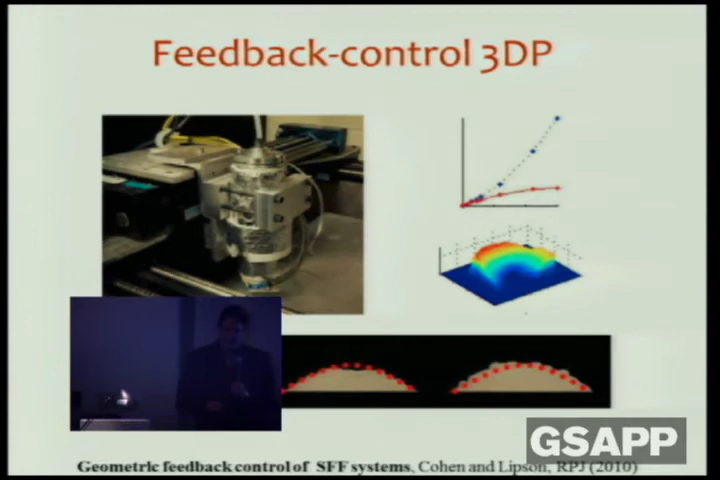 Feedback-control 3DP
GSAPP
Geometric feedback control of SFF systems, Cohen and Lipson, RPJ (2010)